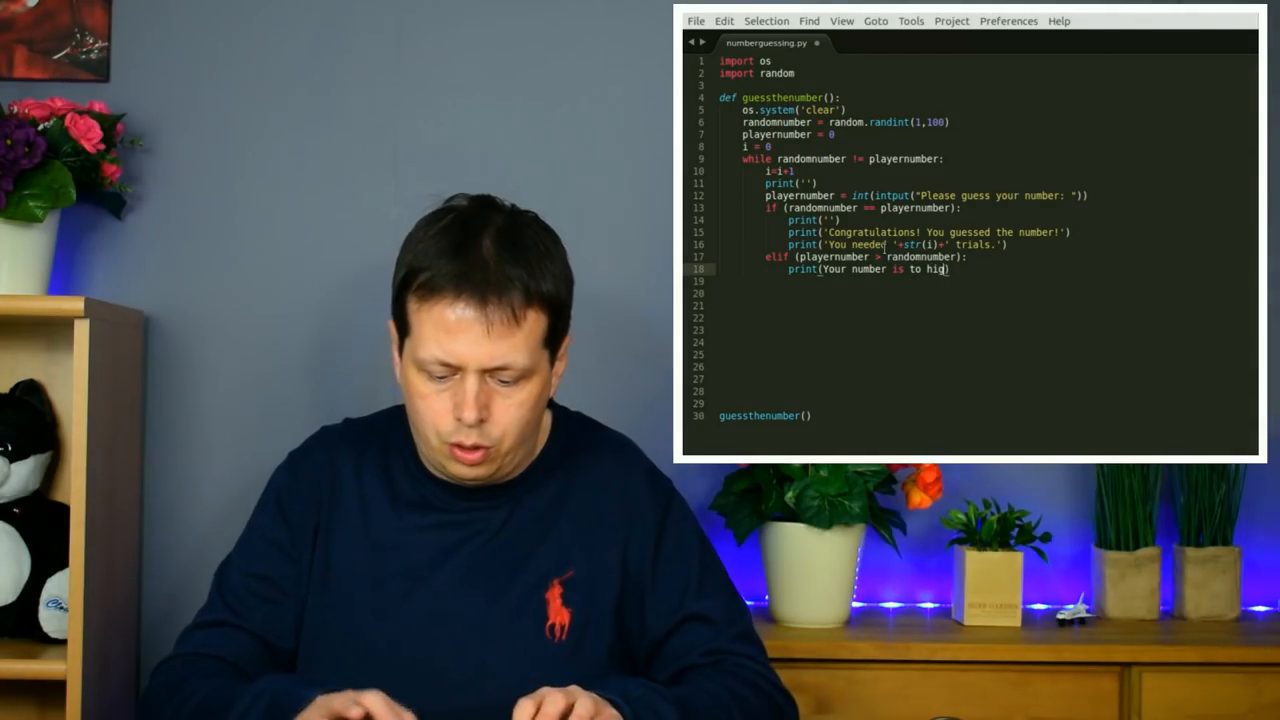 File Edit Selection Find View Goto Tools Project Preferences Help
numberguessing.py
1 import os
2 import random
3
4 def guessthenumber():
5 os.system('clear')
6 randomnumber = random.randint(1,100)
7 playernumber = 0
8 i = 0
9 while randomnumber != playernumber:
10 i=i+1
11 print('')
12 playernumber = int(intput("Please guess your number: "))
13 if (randomnumber == playernumber):
14 print('')
15 print('Congratulations! You guessed the number!')
16 print('You needed '+str(i)+' trials.')
17 elif (playernumber > randomnumber):
18 print(Your number is to hig)
19
20
21
22
23
24
25
26
27
28
29
30 guessthenumber()